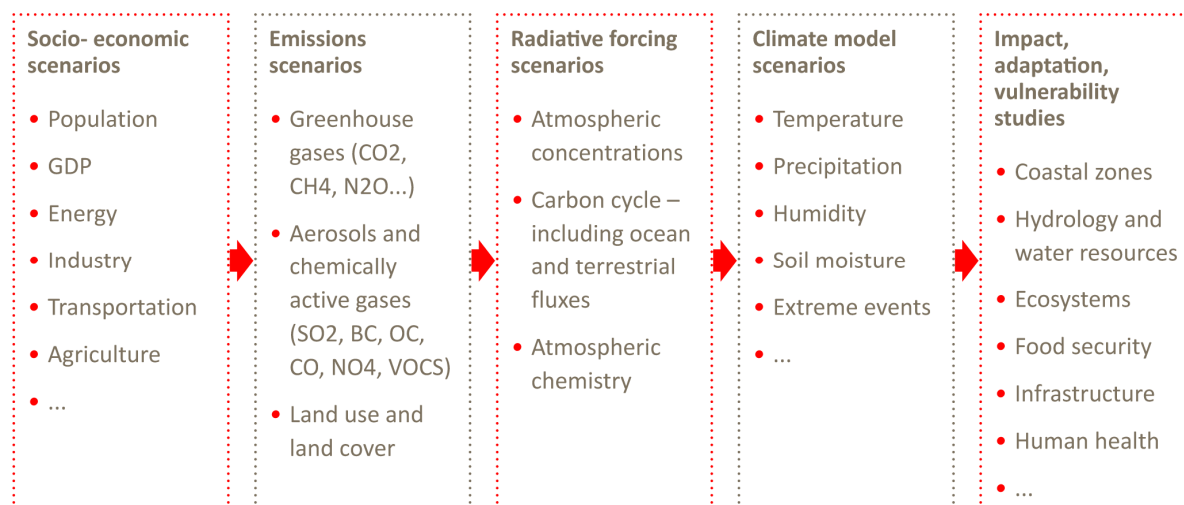 Socio- economic
scenarios
• Population
• GDP
• Energy
• Industry
• Transportation
• Agriculture
• ...
Emissions
scenarios
• Greenhouse
gases (CO2,
CH4, N2O...)
• Aerosols and
chemically
active gases
(SO2, BC, OC,
CO, NO4, VOCS)
• Land use and
land cover
Radiative forcing
scenarios
• Atmospheric
concentrations
• Carbon cycle –
including ocean
and terrestrial
fluxes
• Atmospheric
chemistry
Climate model
scenarios
• Temperature
• Precipitation
• Humidity
• Soil moisture
• Extreme events
• ...
Impact,
adaptation,
vulnerability
studies
• Coastal zones
• Hydrology and
water resources
• Ecosystems
• Food security
• Infrastructure
• Human health
• ...